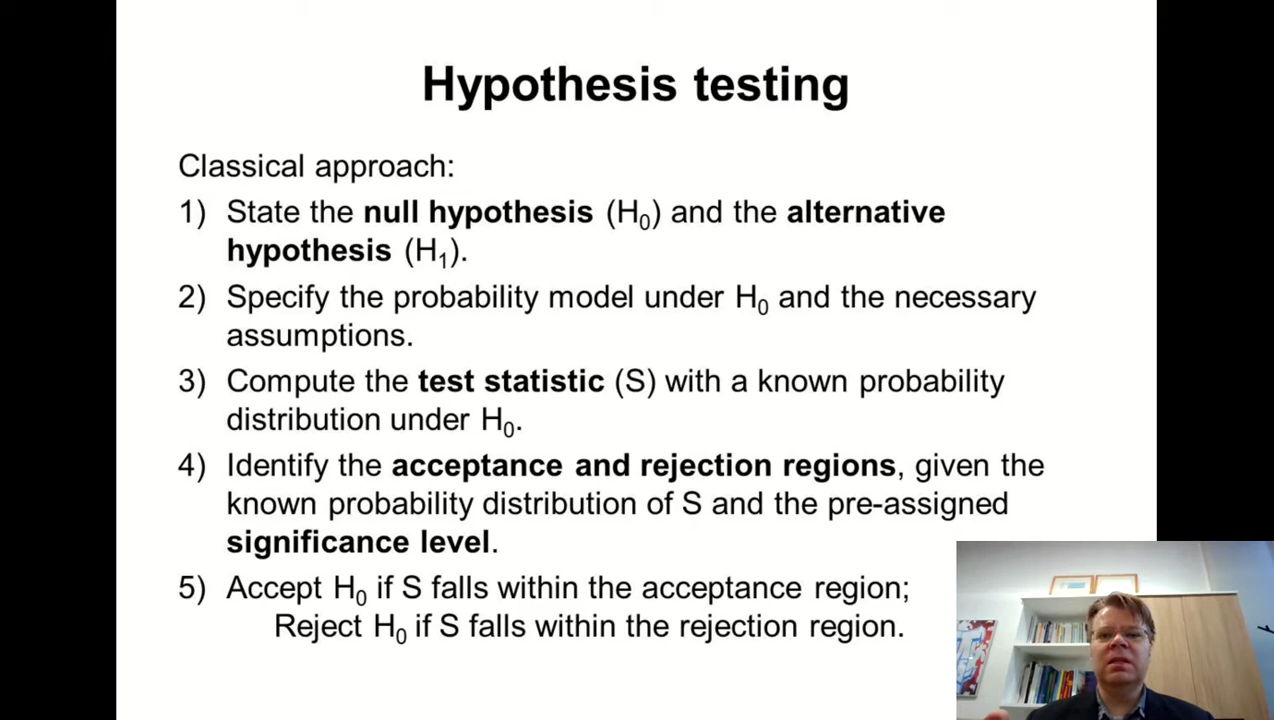 Hypothesis testing
Classical approach:
1) State the null hypothesis (H₀) and the alternative
hypothesis (H₁).
2) Specify the probability model under H₀ and the necessary
assumptions.
3) Compute the test statistic (S) with a known probability
distribution under H₀.
4) Identify the acceptance and rejection regions, given the
known probability distribution of S and the pre-assigned
significance level.
5) Accept H₀ if S falls within the acceptance region;
Reject H₀ if S falls within the rejection region.